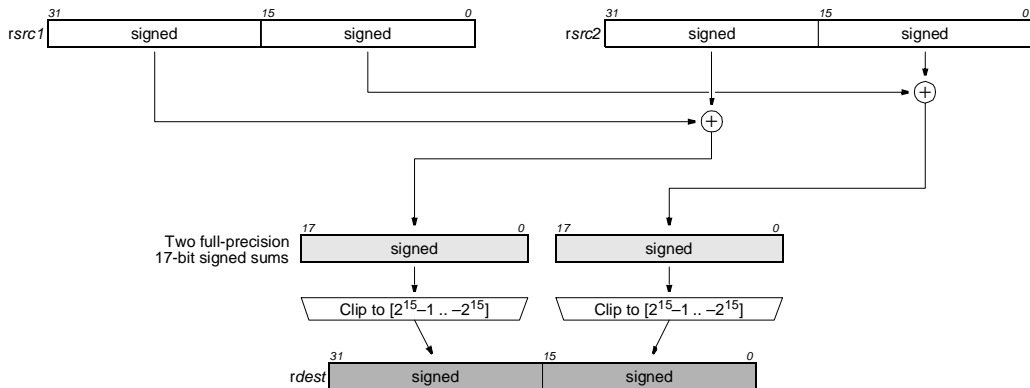 31 15 0 31 15 0
rsrc1 signed signed rsrc2 signed signed
+
+
17 0 17 0
Two full-precision
17-bit signed sums
signed signed
Clip to [2^15–1 .. –2^15] Clip to [2^15–1 .. –2^15]
31 15 0
rdest signed signed